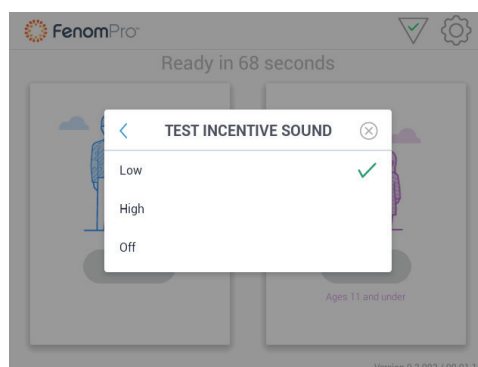 FenomPro
Ready in 68 seconds
TEST INCENTIVE SOUND
Low
High
Off
Ages 11 and under